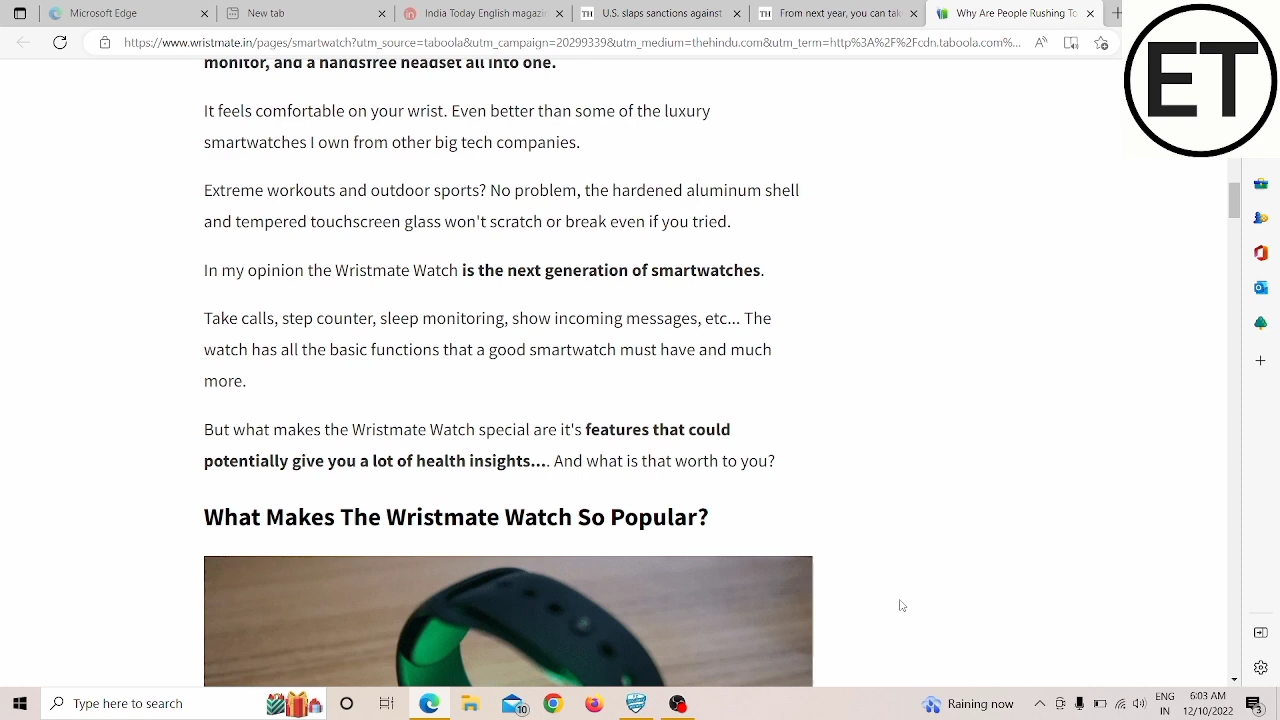 Microsoft Edge
New tab
India Today English magazin
U.S. slaps sanctions against
From next year, you can take
Why Are People Rushing To
https://www.wristmate.in/pages/smartwatch?utm_source=taboola&utm_campaign=20299339&utm_medium=thehindu.com&utm_term=http%3A%2F%2Fcdn.taboola.com%...
ET
monitor, and a handsfree headset all into one.
It feels comfortable on your wrist. Even better than some of the luxury
smartwatches I own from other big tech companies.
Extreme workouts and outdoor sports? No problem, the hardened aluminum shell
and tempered touchscreen glass won't scratch or break even if you tried.
In my opinion the Wristmate Watch is the next generation of smartwatches.
Take calls, step counter, sleep monitoring, show incoming messages, etc... The
watch has all the basic functions that a good smartwatch must have and much
more.
But what makes the Wristmate Watch special are it's features that could
potentially give you a lot of health insights.... And what is that worth to you?
What Makes The Wristmate Watch So Popular?
Type here to search
10
Raining now
ENG
IN
6:03 AM
12/10/2022
3